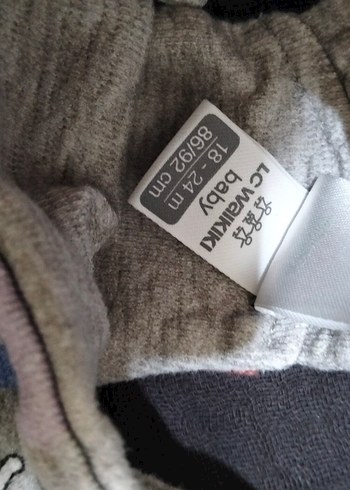 LC WAIKIKI
baby
18 - 24 m
86/92 cm